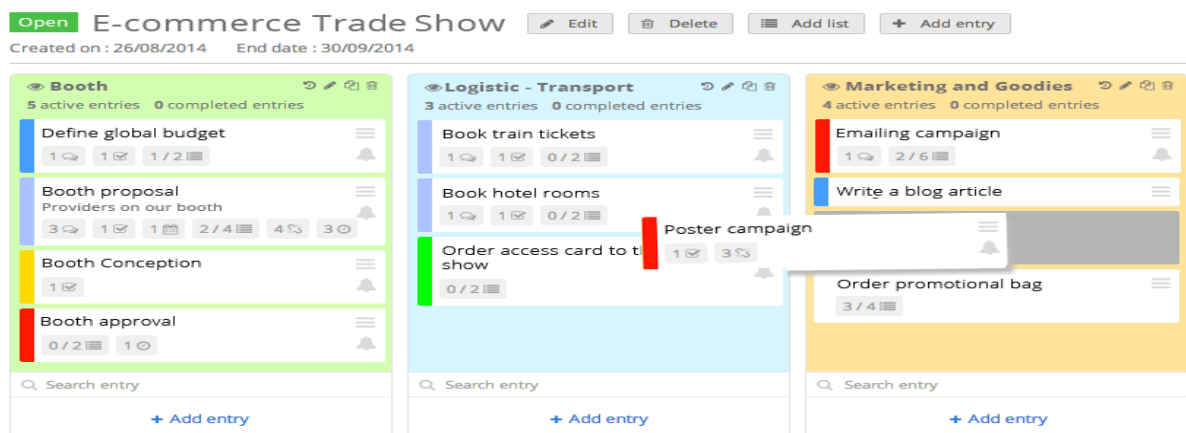 Open E-commerce Trade Show Edit Delete Add list + Add entry
Created on : 26/08/2014 End date : 30/09/2014
Booth
5 active entries 0 completed entries
Define global budget
1 1 1/2
Booth proposal
Providers on our booth
3 1 1 2/4 4 3
Booth Conception
1
Booth approval
0/2 1
Search entry
+ Add entry
Logistic - Transport
3 active entries 0 completed entries
Book train tickets
1 1 0/2
Book hotel rooms
1 1 0/2
Order access card to
show
0/2
Search entry
+ Add entry
Poster campaign
1 3
Marketing and Goodies
4 active entries 0 completed entries
Emailing campaign
1 2/6
Write a blog article
Order promotional bag
3/4
Search entry
+ Add entry